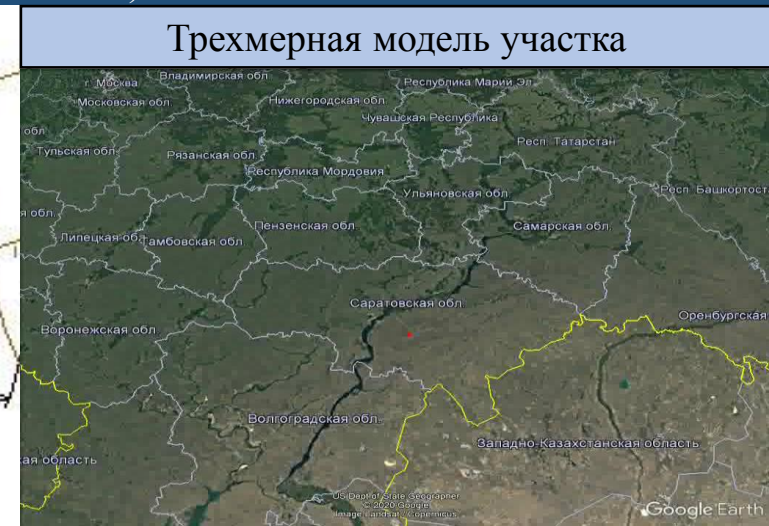 Трехмерная модель участка
г. Москва
Владимирская обл.
Республика Марий Эл
Московская обл.
Нижегородская обл.
Чувашская Республика
обл.
Тульская обл.
Рязанская обл.
Респ. Татарстан
Республика Мордовия
Ульяновская обл.
Респ. Башкортост
я обл.
Липецкая обл.
Тамбовская обл.
Пензенская обл.
Самарская обл.
Саратовская обл.
Оренбургская
Воронежская обл.
Волгоградская обл.
Западно-Казахстанская область
кая область
US Dept of State Geographer
© 2020 Google
Image Landsat / Copernicus
Google Earth